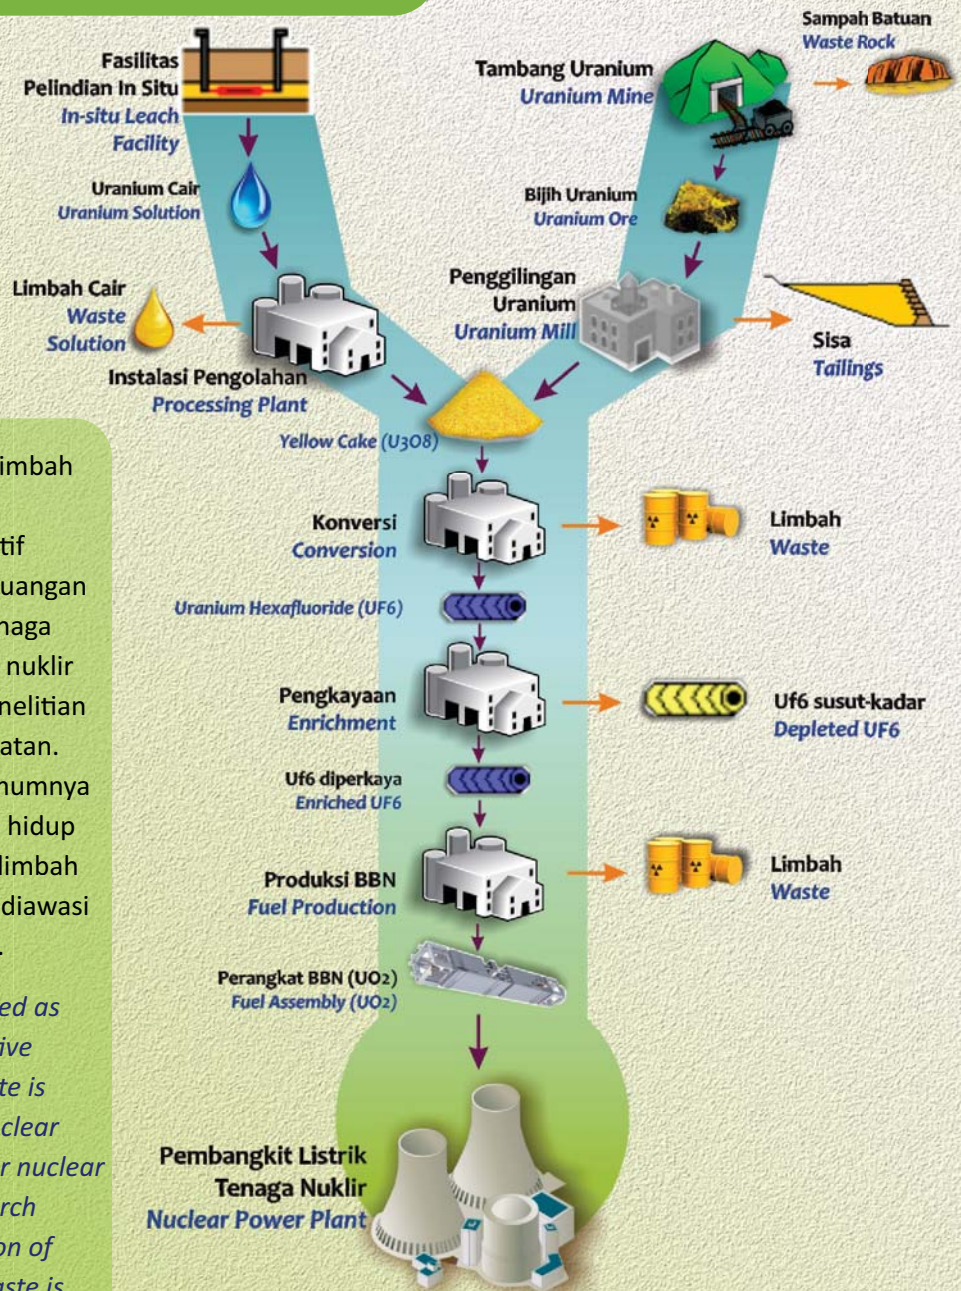 Sampah Batuan
Waste Rock
Fasilitas
Pelindian In Situ
In-situ Leach
Facility
Tambang Uranium
Uranium Mine
Uranium Cair
Uranium Solution
Bijih Uranium
Uranium Ore
Limbah Cair
Waste
Solution
Penggilingan
Uranium
Uranium Mill
Sisa
Tailings
Instalasi Pengolahan
Processing Plant
Yellow Cake (U3O8)
Konversi
Conversion
Limbah
Waste
Uranium Hexafluoride (UF6)
Pengkayaan
Enrichment
Uf6 susut-kadar
Depleted UF6
Uf6 diperkaya
Enriched UF6
Produksi BBN
Fuel Production
Limbah
Waste
Perangkat BBN (UO2)
Fuel Assembly (UO2)
Pembangkit Listrik
Tenaga Nuklir
Nuclear Power Plant
limbah
tif
uangan
naga
nuklir
nelitian
atan.
numnya
hidup
limbah
diawasi
.
ed as
ive
te is
clear
r nuclear
rch
on of
aste is